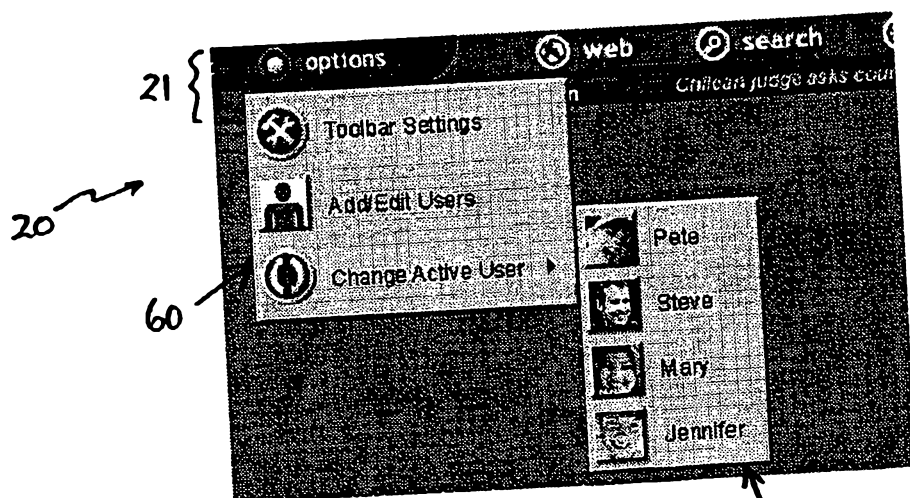 options web search
21
n Chilean judge asks cour
Toolbar Settings
20
Add/Edit Users
Pete
60
Change Active User
Steve
Mary
Jennifer